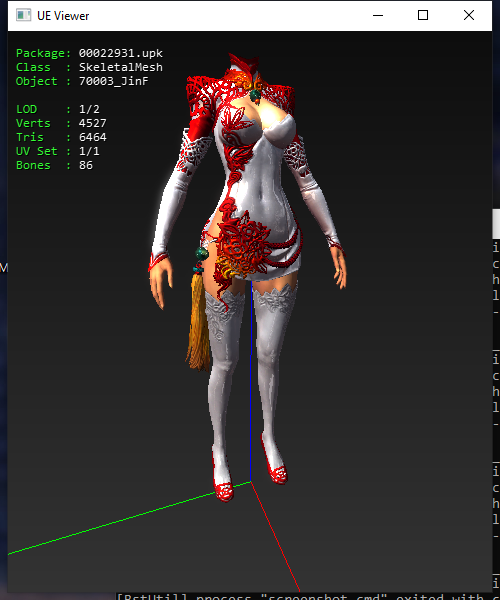 UE Viewer
Package: 00022931.upk
Class : SkeletalMesh
Object : 70003_JinF
LOD : 1/2
Verts : 4527
Tris : 6464
UV Set : 1/1
Bones : 86
M
i
c
h
l
-
i
c
h
l
-
i
c
h
l
-
i
[BstUtil] process "screenshot.cmd" exited with c